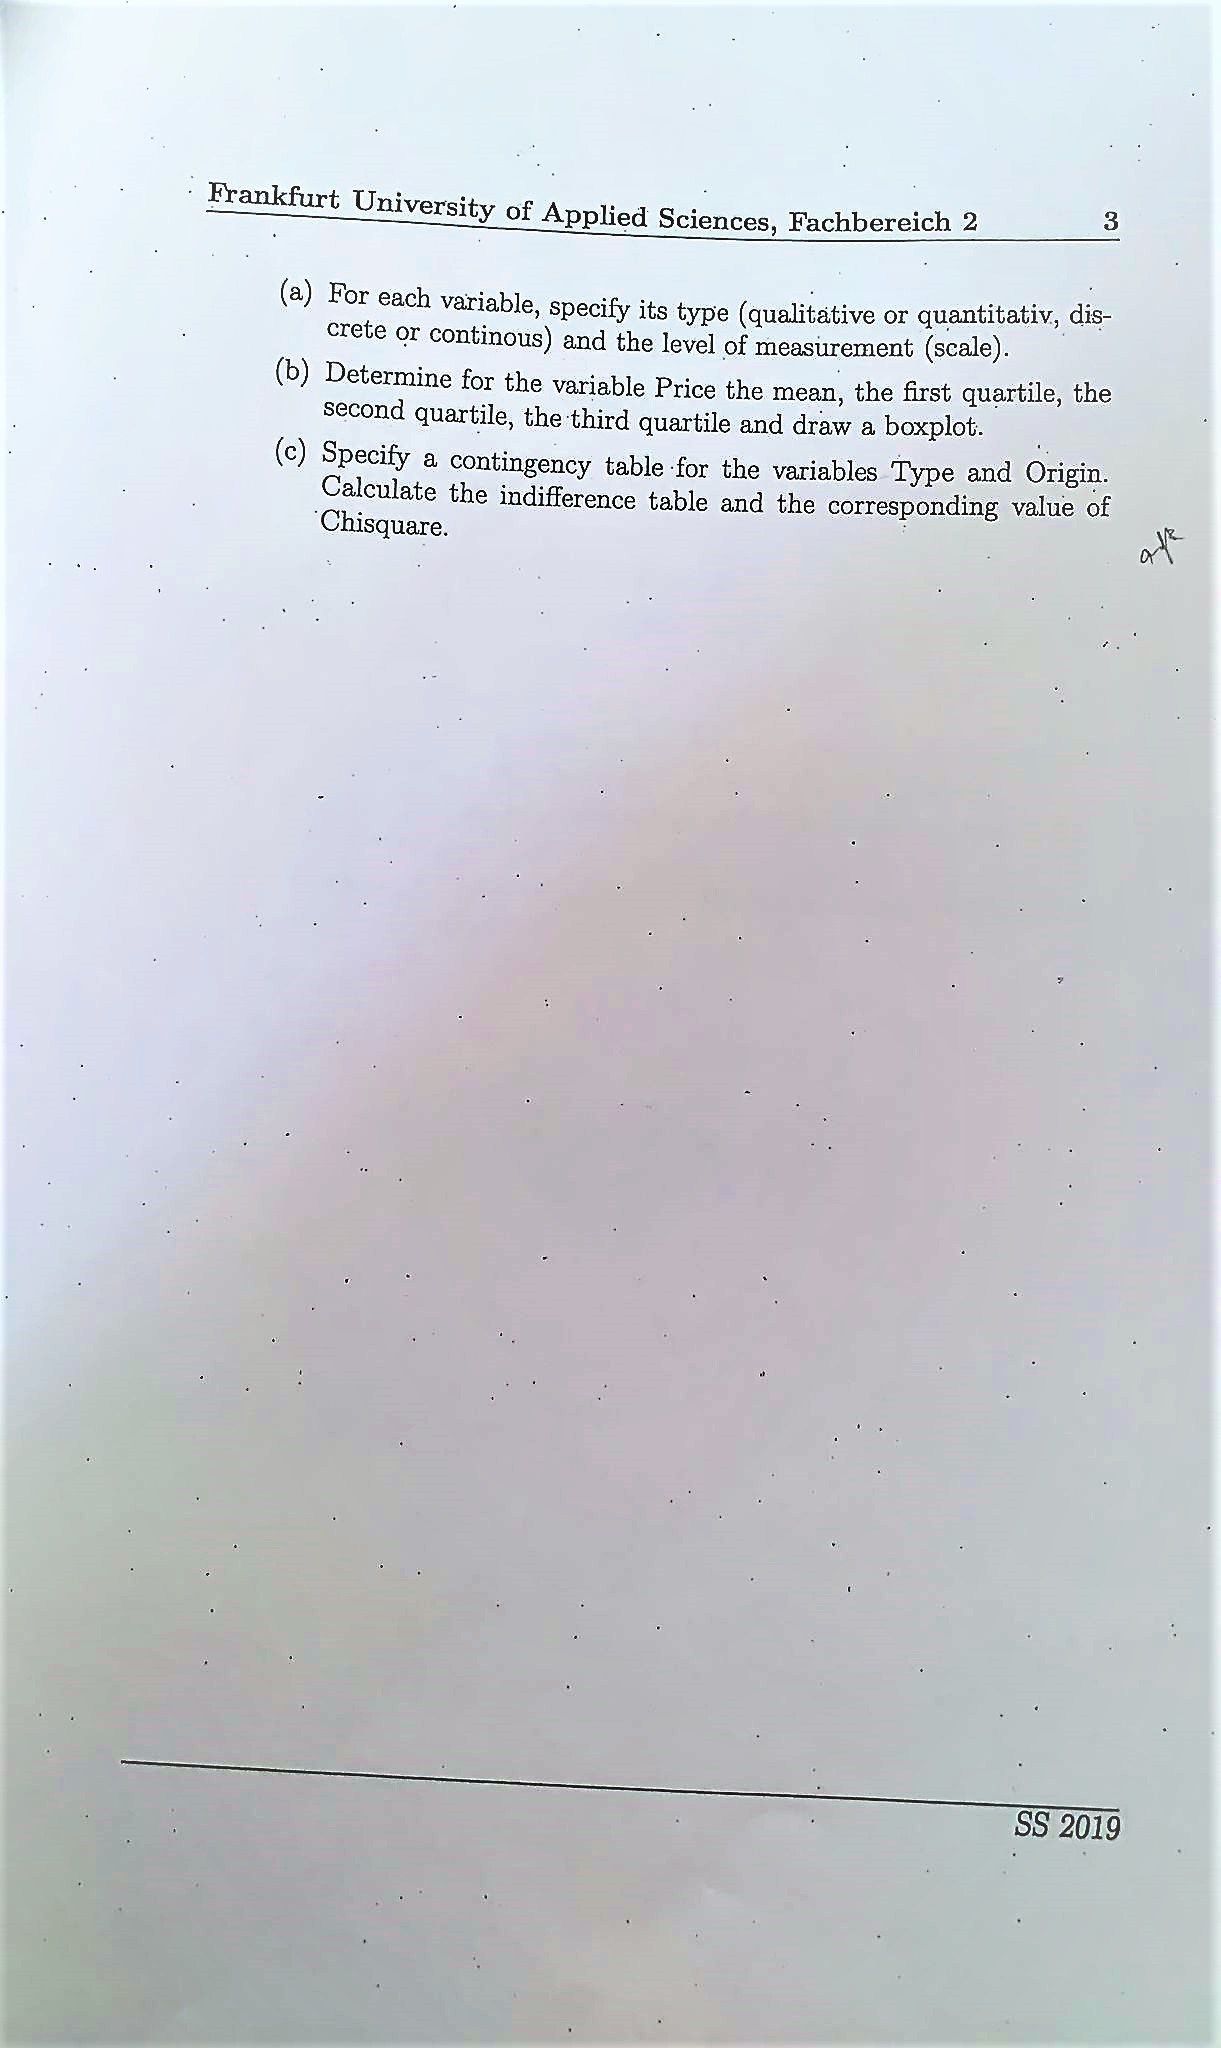 Frankfurt University of Applied Sciences, Fachbereich 2 3
(a) For each variable, specify its type (qualitative or quantitativ, dis-
crete or continous) and the level of measurement (scale).
(b) Determine for the variable Price the mean, the first quartile, the
second quartile, the third quartile and draw a boxplot.
(c) Specify a contingency table for the variables Type and Origin.
Calculate the indifference table and the corresponding value of
Chisquare.
SS 2019